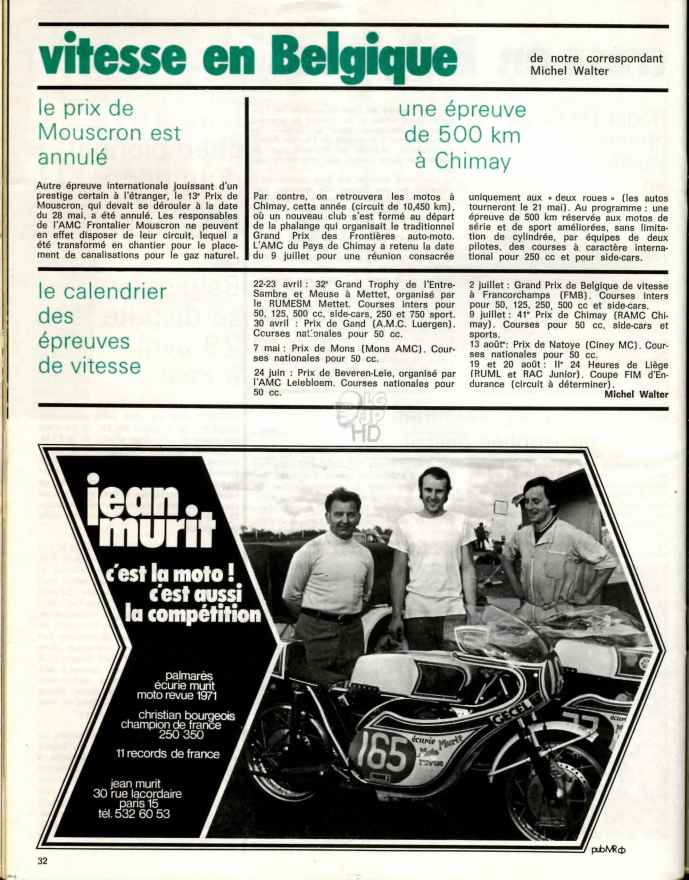 vitesse en Belgique
de notre correspondant
Michel Walter
le prix de
Mouscron est
annulé
Autre épreuve internationale jouissant d'un
prestige certain à l'étranger, le 13e Prix de
Mouscron, qui devait se dérouler à la date
du 28 mai, a été annulé. Les responsables
de l'AMC Frontalier Mouscron ne peuvent
en effet disposer de leur circuit, lequel a
été transformé en chantier pour le place-
ment de canalisations pour le gaz naturel.
une épreuve
de 500 km
à Chimay
Par contre, on retrouvera les motos à
Chimay, cette année (circuit de 10,450 km),
où un nouveau club s'est formé au départ
de la phalange qui organisait le traditionnel
Grand Prix des Frontières auto-moto.
L'AMC du Pays de Chimay a retenu la date
du 9 juillet pour une réunion consacrée
uniquement aux « deux roues » (les autos
tourneront le 21 mai). Au programme : une
épreuve de 500 km réservée aux motos de
série et de sport améliorées, sans limita-
tion de cylindrée, par équipes de deux
pilotes, des courses à caractère interna-
tional pour 250 cc et pour side-cars.
le calendrier
des
épreuves
de vitesse
22-23 avril : 32e Grand Trophy de l'Entre-
Sambre et Meuse à Mettet, organisé par
le RUMESM Mettet. Courses inters pour
50, 125, 500 cc, side-cars, 250 et 750 sport.
30 avril : Prix de Gand (A.M.C. Luergen).
Courses nationales pour 50 cc.
7 mai : Prix de Mons (Mons AMC). Cour-
ses nationales pour 50 cc.
24 juin : Prix de Beveren-Leie, organisé par
l'AMC Leiebloem. Courses nationales pour
50 cc.
2 juillet : Grand Prix de Belgique de vitesse
à Francorchamps (FMB). Courses inters
pour 50, 125, 250, 500 cc et side-cars.
9 juillet : 41e Prix de Chimay (RAMC Chi-
may). Courses pour 50 cc, side-cars et
sports.
13 août : Prix de Natoye (Ciney MC). Cour-
ses nationales pour 50 cc.
19 et 20 août : IIe 24 Heures de Liège
(RUML et RAC Junior). Coupe FIM d'En-
durance (circuit à déterminer).
Michel Walter
HD
jean
murit
c'est la moto !
c'est aussi
la compétition
palmarès
écurie murit
moto revue 1971
christian bourgeois
champion de france
250 350
11 records de france
jean murit
30 rue lacordaire
paris 15
tél. 532 60 53
GECELIF
165
écurie Murit
Moto
revue
pubMR
32